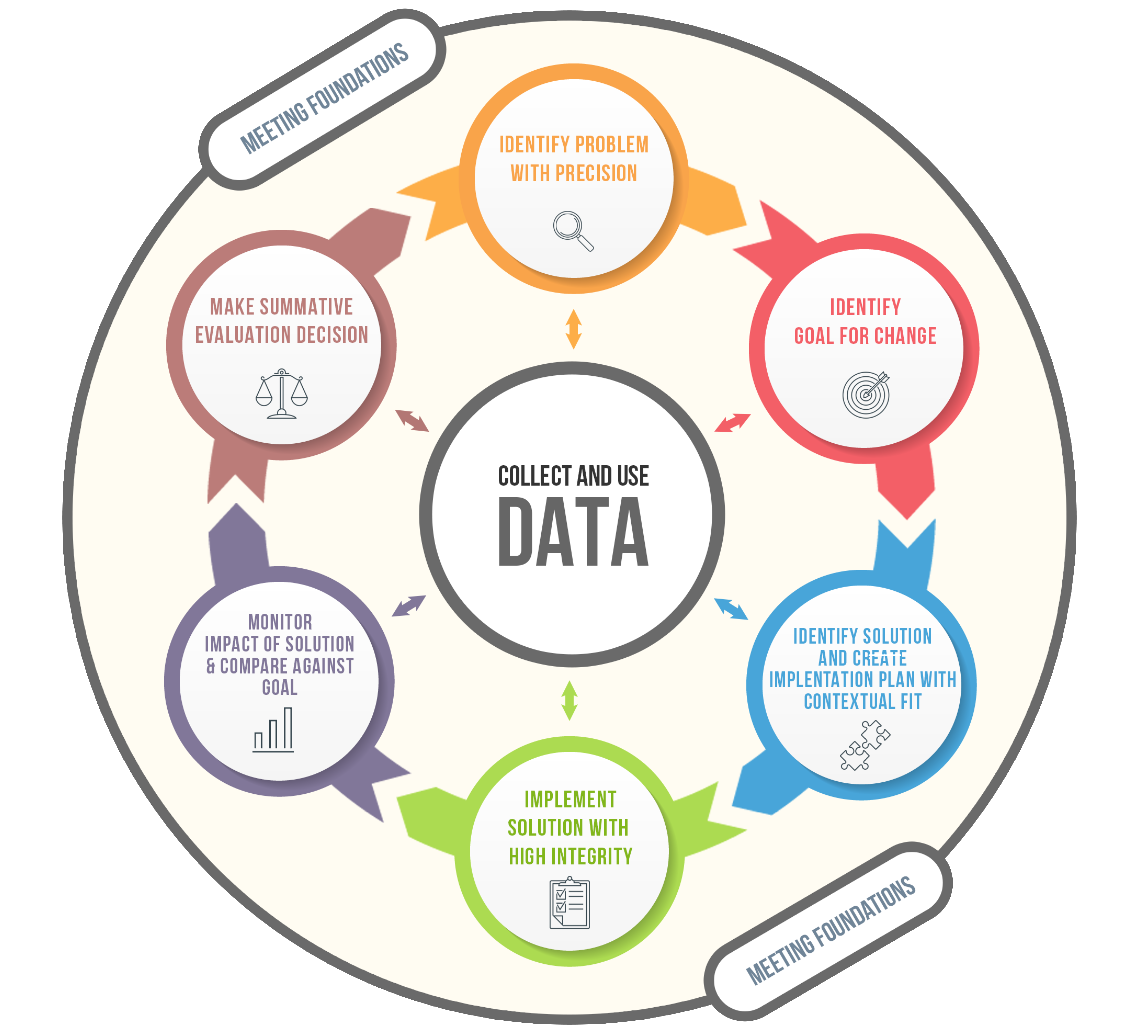 MEETING FOUNDATIONS
IDENTIFY PROBLEM
WITH PRECISION
IDENTIFY
GOAL FOR CHANGE
IDENTIFY SOLUTION
AND CREATE
IMPLENTATION PLAN WITH
CONTEXTUAL FIT
IMPLEMENT
SOLUTION WITH
HIGH INTEGRITY
MONITOR
IMPACT OF SOLUTION
& COMPARE AGAINST
GOAL
MAKE SUMMATIVE
EVALUATION DECISION
COLLECT AND USE
DATA
MEETING FOUNDATIONS